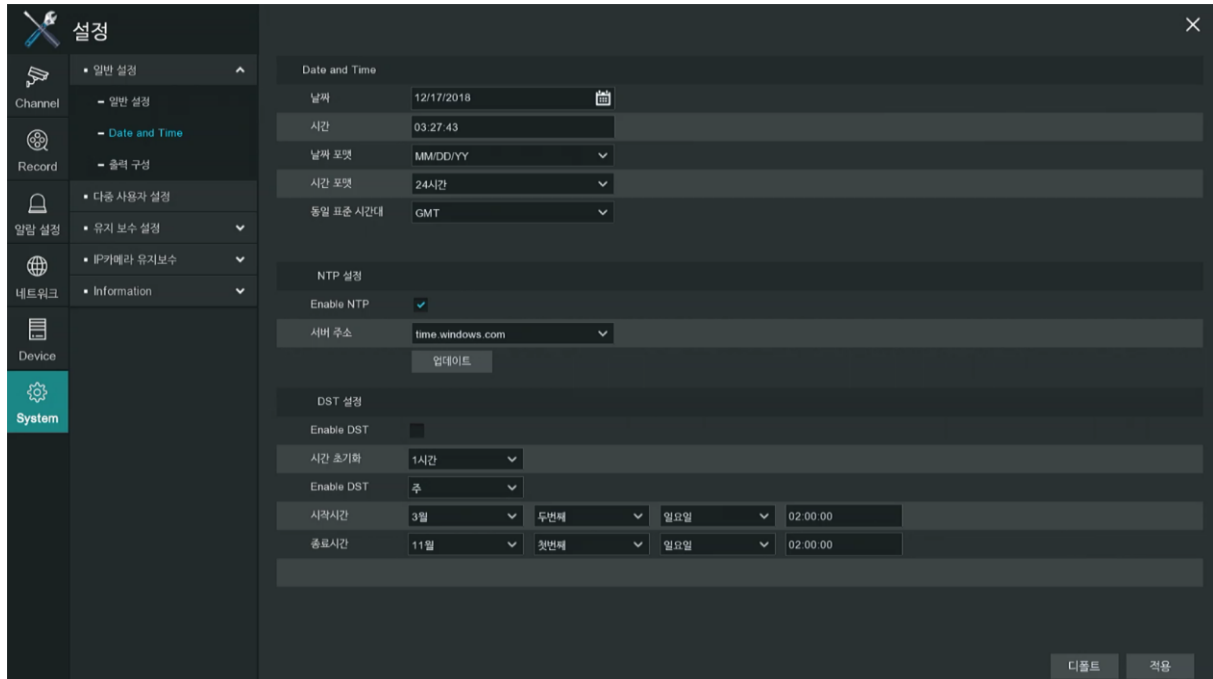 설정
Channel
Record
알람 설정
네트워크
Device
System
일반 설정
일반 설정
Date and Time
출력 구성
다중 사용자 설정
유지 보수 설정
IP카메라 유지보수
Information
Date and Time
날짜 12/17/2018
시간 03:27:43
날짜 포맷 MM/DD/YY
시간 포맷 24시간
동일 표준 시간대 GMT
NTP 설정
Enable NTP
서버 주소 time.windows.com
업데이트
DST 설정
Enable DST
시간 초기화 1시간
Enable DST 주
시작시간 3월 두번째 일요일 02:00:00
종료시간 11월 첫번째 일요일 02:00:00
디폴트 적용